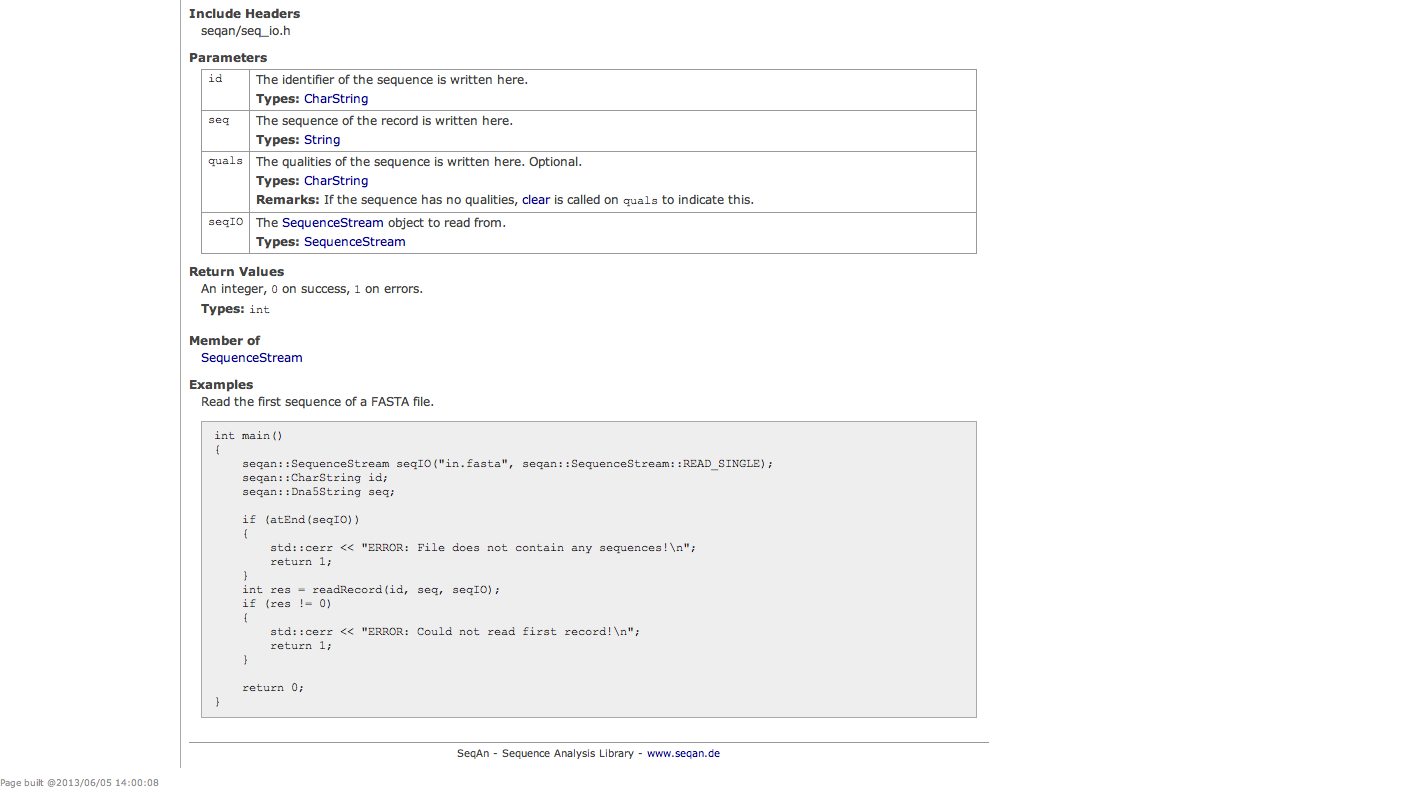 Include Headers
seqan/seq_io.h
Parameters
id The identifier of the sequence is written here.
Types: CharString
seq The sequence of the record is written here.
Types: String
quals The qualities of the sequence is written here. Optional.
Types: CharString
Remarks: If the sequence has no qualities, clear is called on quals to indicate this.
seqIO The SequenceStream object to read from.
Types: SequenceStream
Return Values
An integer, 0 on success, 1 on errors.
Types: int
Member of
SequenceStream
Examples
Read the first sequence of a FASTA file.
int main()
{
    seqan::SequenceStream seqIO("in.fasta", seqan::SequenceStream::READ_SINGLE);
    seqan::CharString id;
    seqan::Dna5String seq;

    if (atEnd(seqIO))
    {
        std::cerr << "ERROR: File does not contain any sequences!\n";
        return 1;
    }
    int res = readRecord(id, seq, seqIO);
    if (res != 0)
    {
        std::cerr << "ERROR: Could not read first record!\n";
        return 1;
    }

    return 0;
}
SeqAn - Sequence Analysis Library - www.seqan.de
Page built @2013/06/05 14:00:08